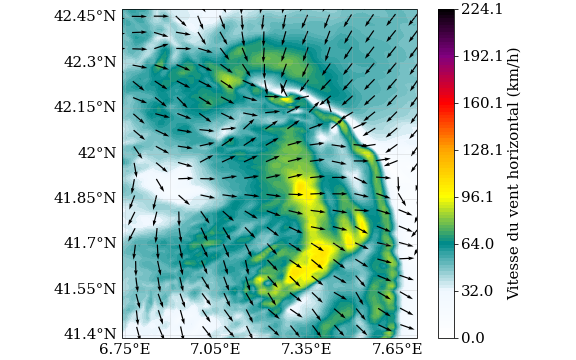 42.45°N
42.3°N
42.15°N
42°N
41.85°N
41.7°N
41.55°N
41.4°N
6.75°E
7.05°E
7.35°E
7.65°E
224.1
192.1
160.1
128.1
96.1
64.0
32.0
0.0
Vitesse du vent horizontal (km/h)